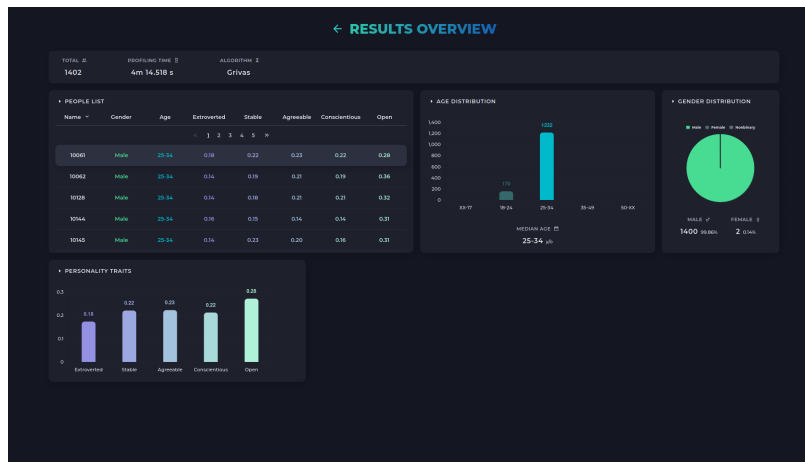 ← RESULTS OVERVIEW
TOTAL
PROFILING TIME
ALGORITHM
1402
4m 14.518 s
Grivas
PEOPLE LIST
Name Gender Age Extroverted Stable Agreeable Conscientious Open
« 1 2 3 4 5 »
10061 Male 25-34 0.18 0.22 0.23 0.22 0.28
10062 Male 25-34 0.14 0.19 0.21 0.19 0.36
10128 Male 25-34 0.14 0.18 0.21 0.21 0.32
10144 Male 25-34 0.16 0.15 0.14 0.14 0.31
10145 Male 25-34 0.14 0.23 0.20 0.16 0.31
AGE DISTRIBUTION
1,400
1200
1,000
800
600
400
200
0
170
1232
XX-17 18-24 25-34 35-49 50-XX
MEDIAN AGE
25-34 y/o
GENDER DISTRIBUTION
Male Female Nonbinary
MALE ♂ FEMALE ♀
1400 99.86% 2 0.14%
PERSONALITY TRAITS
0.3
0.2
0.1
0
0.18
0.22
0.23
0.22
0.28
Extroverted Stable Agreeable Conscientious Open